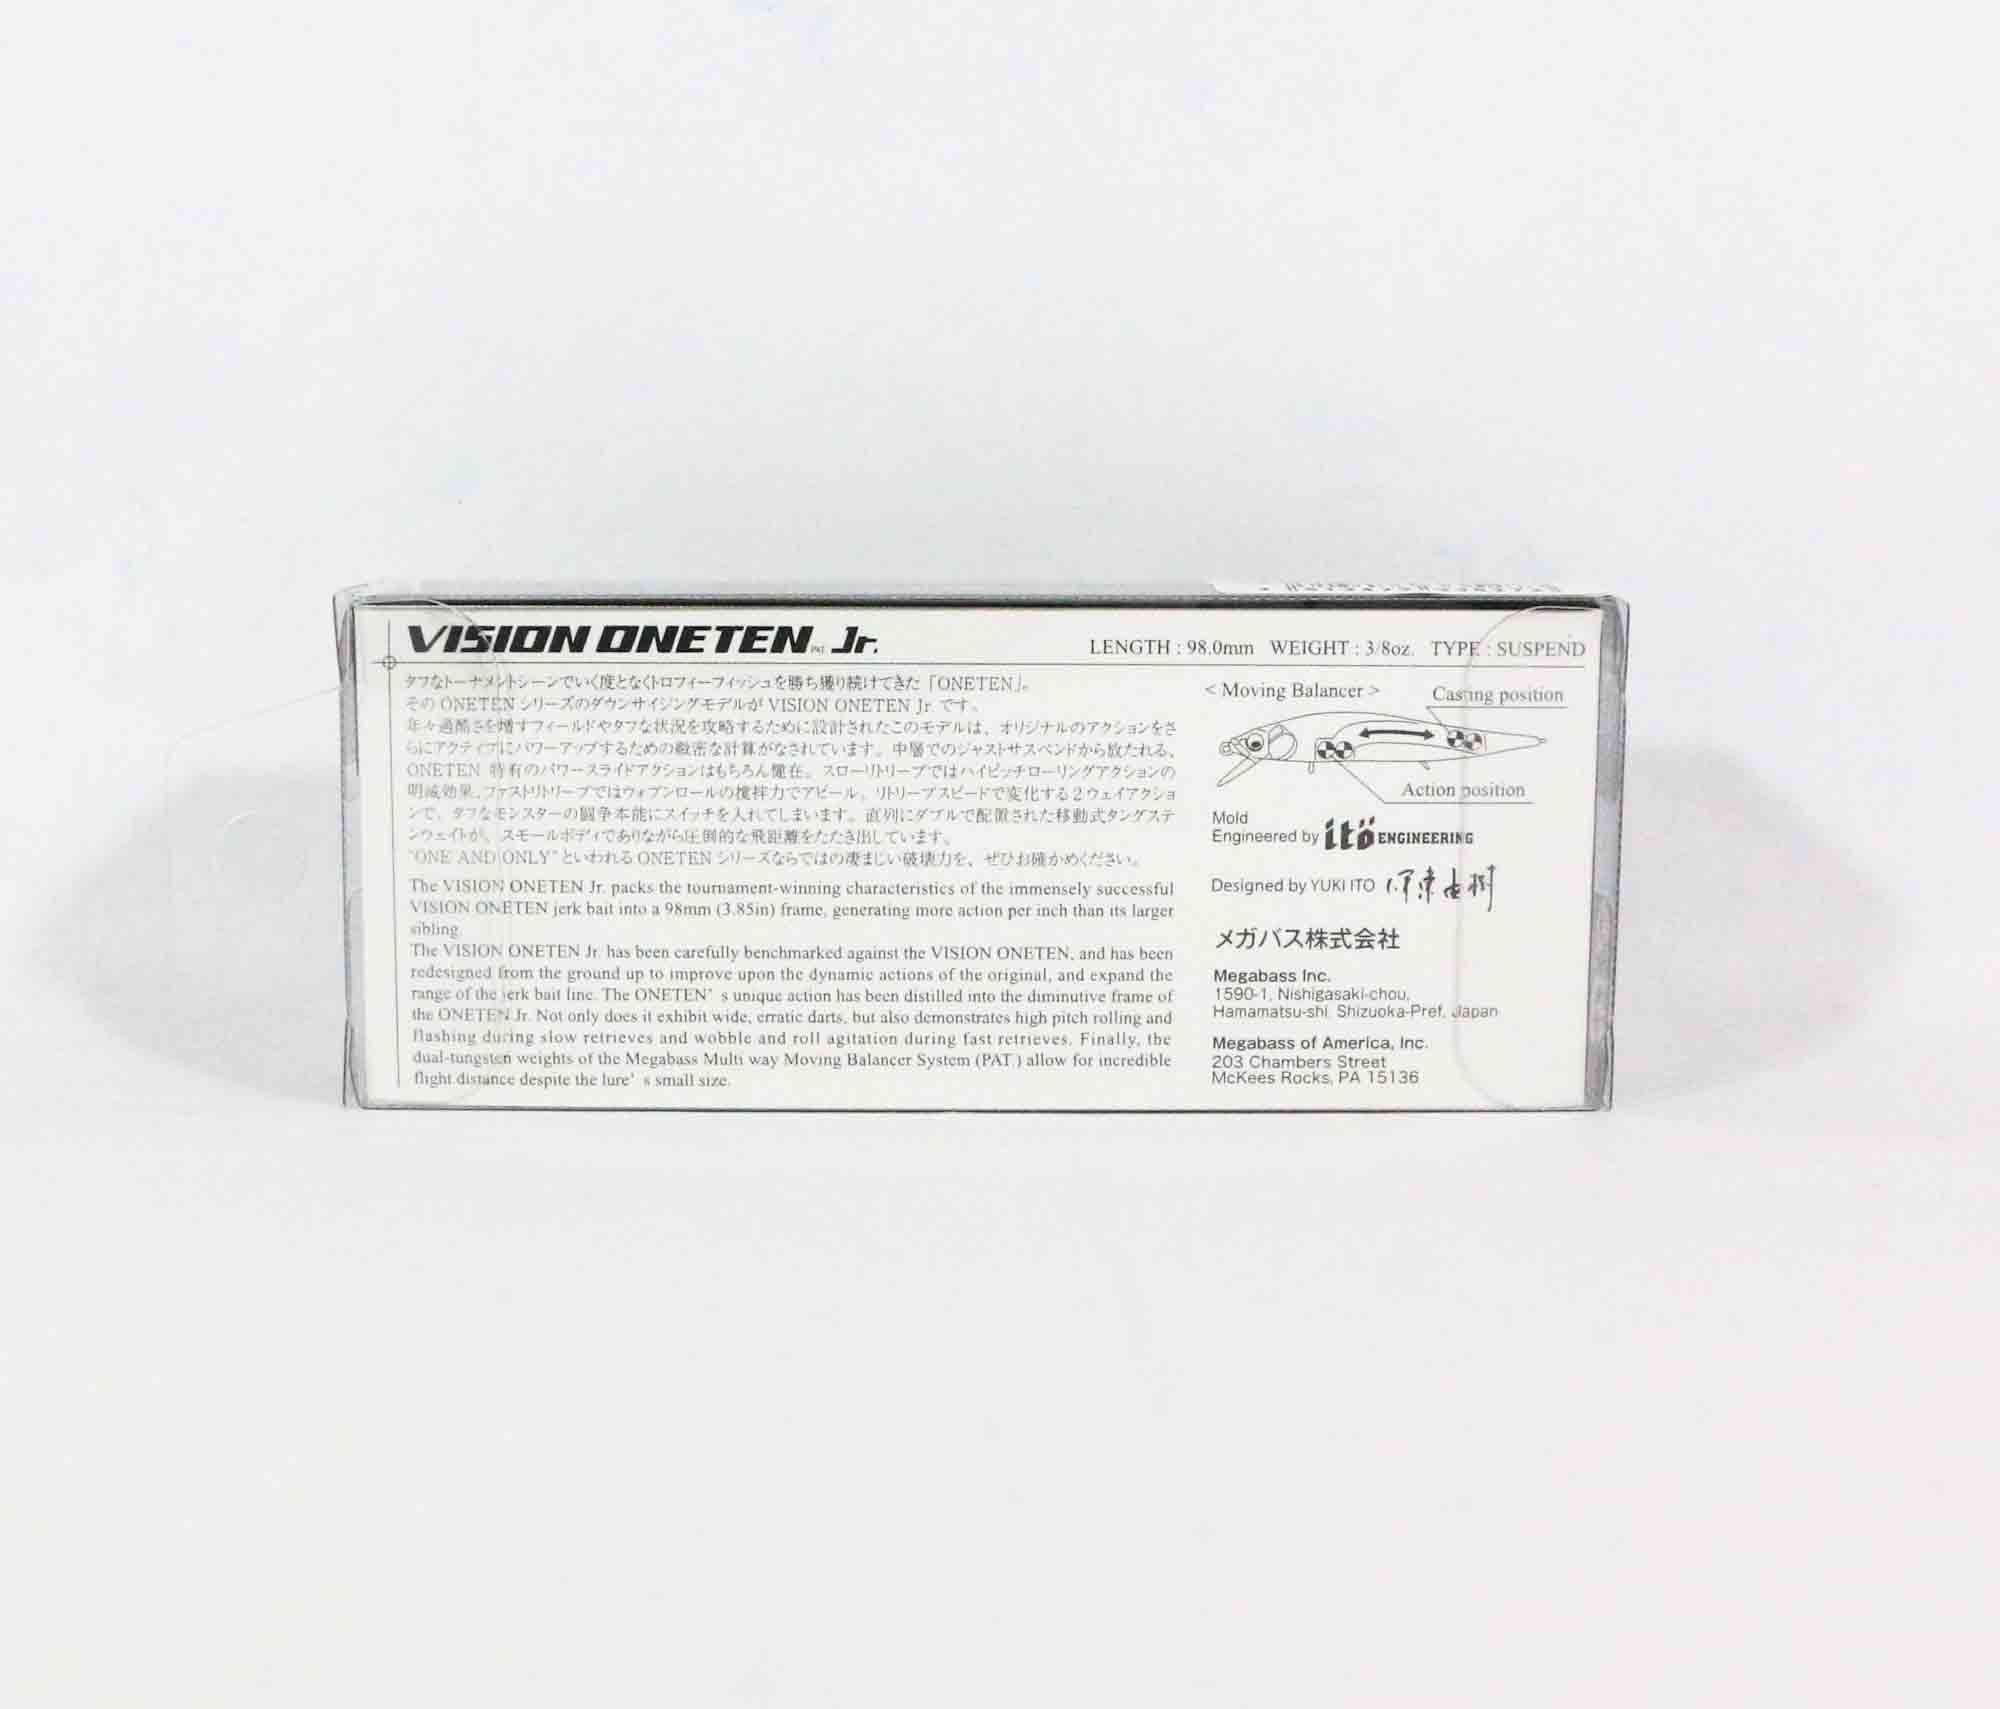 VISION ONETEN PAT. Jr.
LENGTH : 98.0mm WEIGHT : 3/8oz. TYPE : SUSPEND
タフなトーナメントシーンでいく度となくトロフィーフィッシュを勝ち獲り続けてきた「ONETEN」。
その ONETEN シリーズのダウンサイジングモデルが VISION ONETEN Jr. です。
年々過酷さを増すフィールドやタフな状況を攻略するために設計されたこのモデルは、オリジナルのアクションをさ
らにアクティブにパワーアップするための緻密な計算がなされています。中層でのジャストサスペンドから放たれる、
ONETEN 特有のパワースライドアクションはもちろん健在。スローリトリーブではハイピッチローリングアクションの
明滅効果、ファストリトリーブではウォブンロールの撹拌力でアピール。リトリーブスピードで変化する2ウェイアクショ
ンで、タフなモンスターの闘争本能にスイッチを入れてしまいます。直列にダブルで配置された移動式タングステ
ンウェイトが、スモールボディでありながら圧倒的な飛距離をたたき出しています。
"ONE AND ONLY"といわれる ONETEN シリーズならではの凄まじい破壊力を、ぜひお確かめください。
The VISION ONETEN Jr. packs the tournament-winning characteristics of the immensely successful
VISION ONETEN jerk bait into a 98mm (3.85in) frame, generating more action per inch than its larger
sibling.
The VISION ONETEN Jr. has been carefully benchmarked against the VISION ONETEN, and has been
redesigned from the ground up to improve upon the dynamic actions of the original, and expand the
range of the jerk bait line. The ONETEN' s unique action has been distilled into the diminutive frame of
the ONETEN Jr. Not only does it exhibit wide, erratic darts, but also demonstrates high pitch rolling and
flashing during slow retrieves and wobble and roll agitation during fast retrieves. Finally, the
dual-tungsten weights of the Megabass Multi way Moving Balancer System (PAT.) allow for incredible
flight distance despite the lure' s small size.
< Moving Balancer >
Casting position
Action position
Mold
Engineered by itö ENGINEERING
Designed by YUKI ITO 伊東由樹
メガバス株式会社
Megabass Inc.
1590-1, Nishigasaki-chou,
Hamamatsu-shi, Shizuoka-Pref, Japan
Megabass of America, Inc.
203 Chambers Street
McKees Rocks, PA 15136